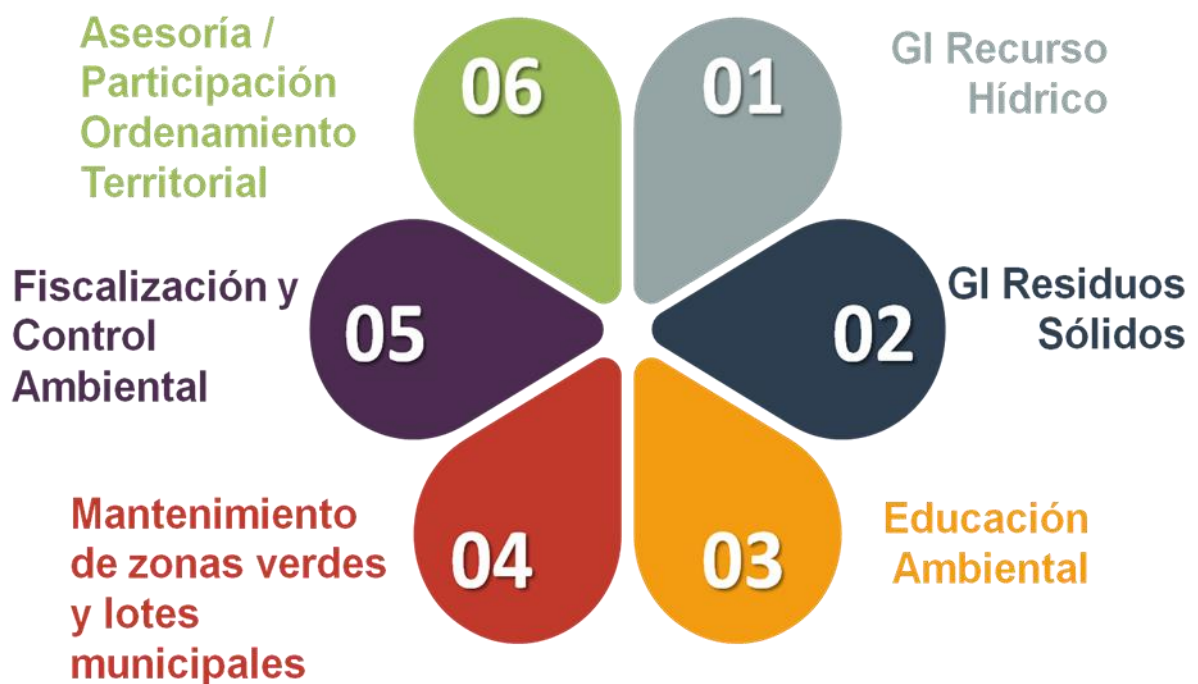 01
GI Recurso
Hídrico
02
GI Residuos
Sólidos
03
Educación
Ambiental
04
Mantenimiento
de zonas verdes
y lotes
municipales
05
Fiscalización y
Control
Ambiental
06
Asesoría /
Participación
Ordenamiento
Territorial